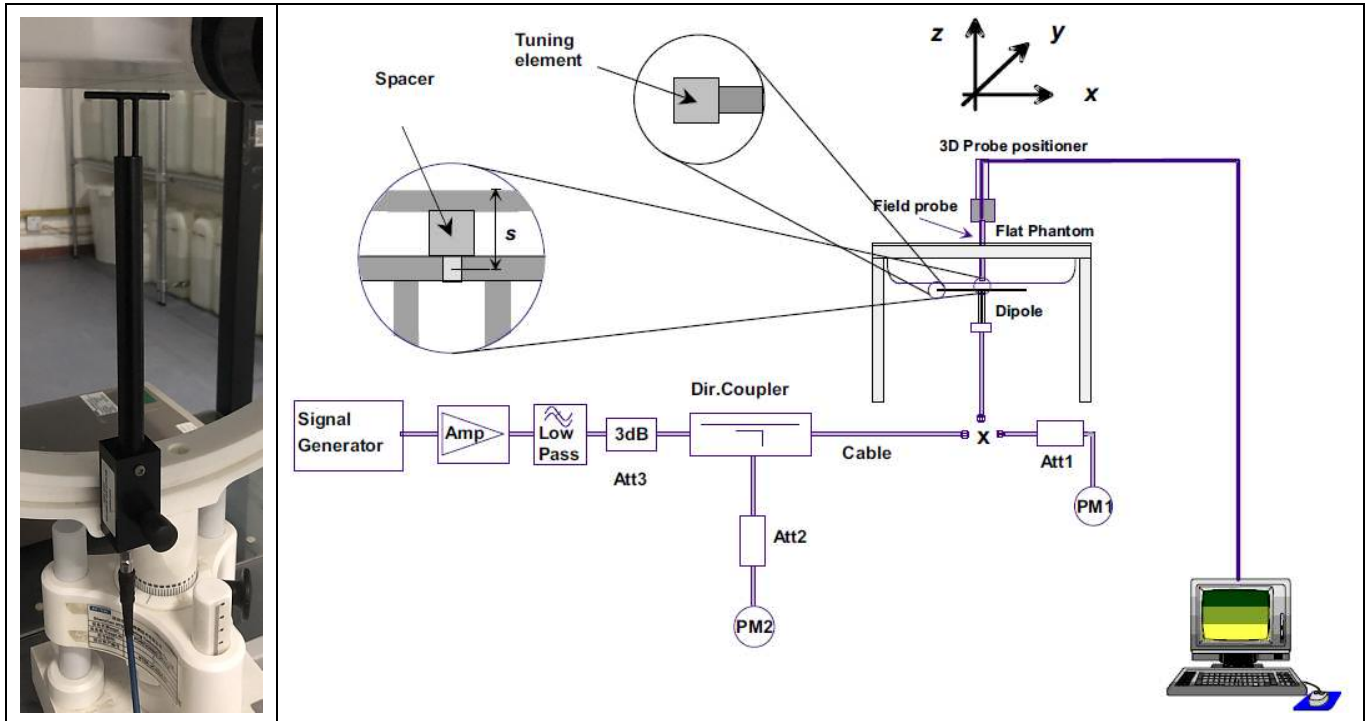 Tuning
element
Spacer
s
z
y
x
3D Probe positioner
Field probe
Flat Phantom
Dipole
Dir.Coupler
Signal
Generator
Amp
Low
Pass
3dB
Att3
Cable
x
Att1
PM1
Att2
PM2